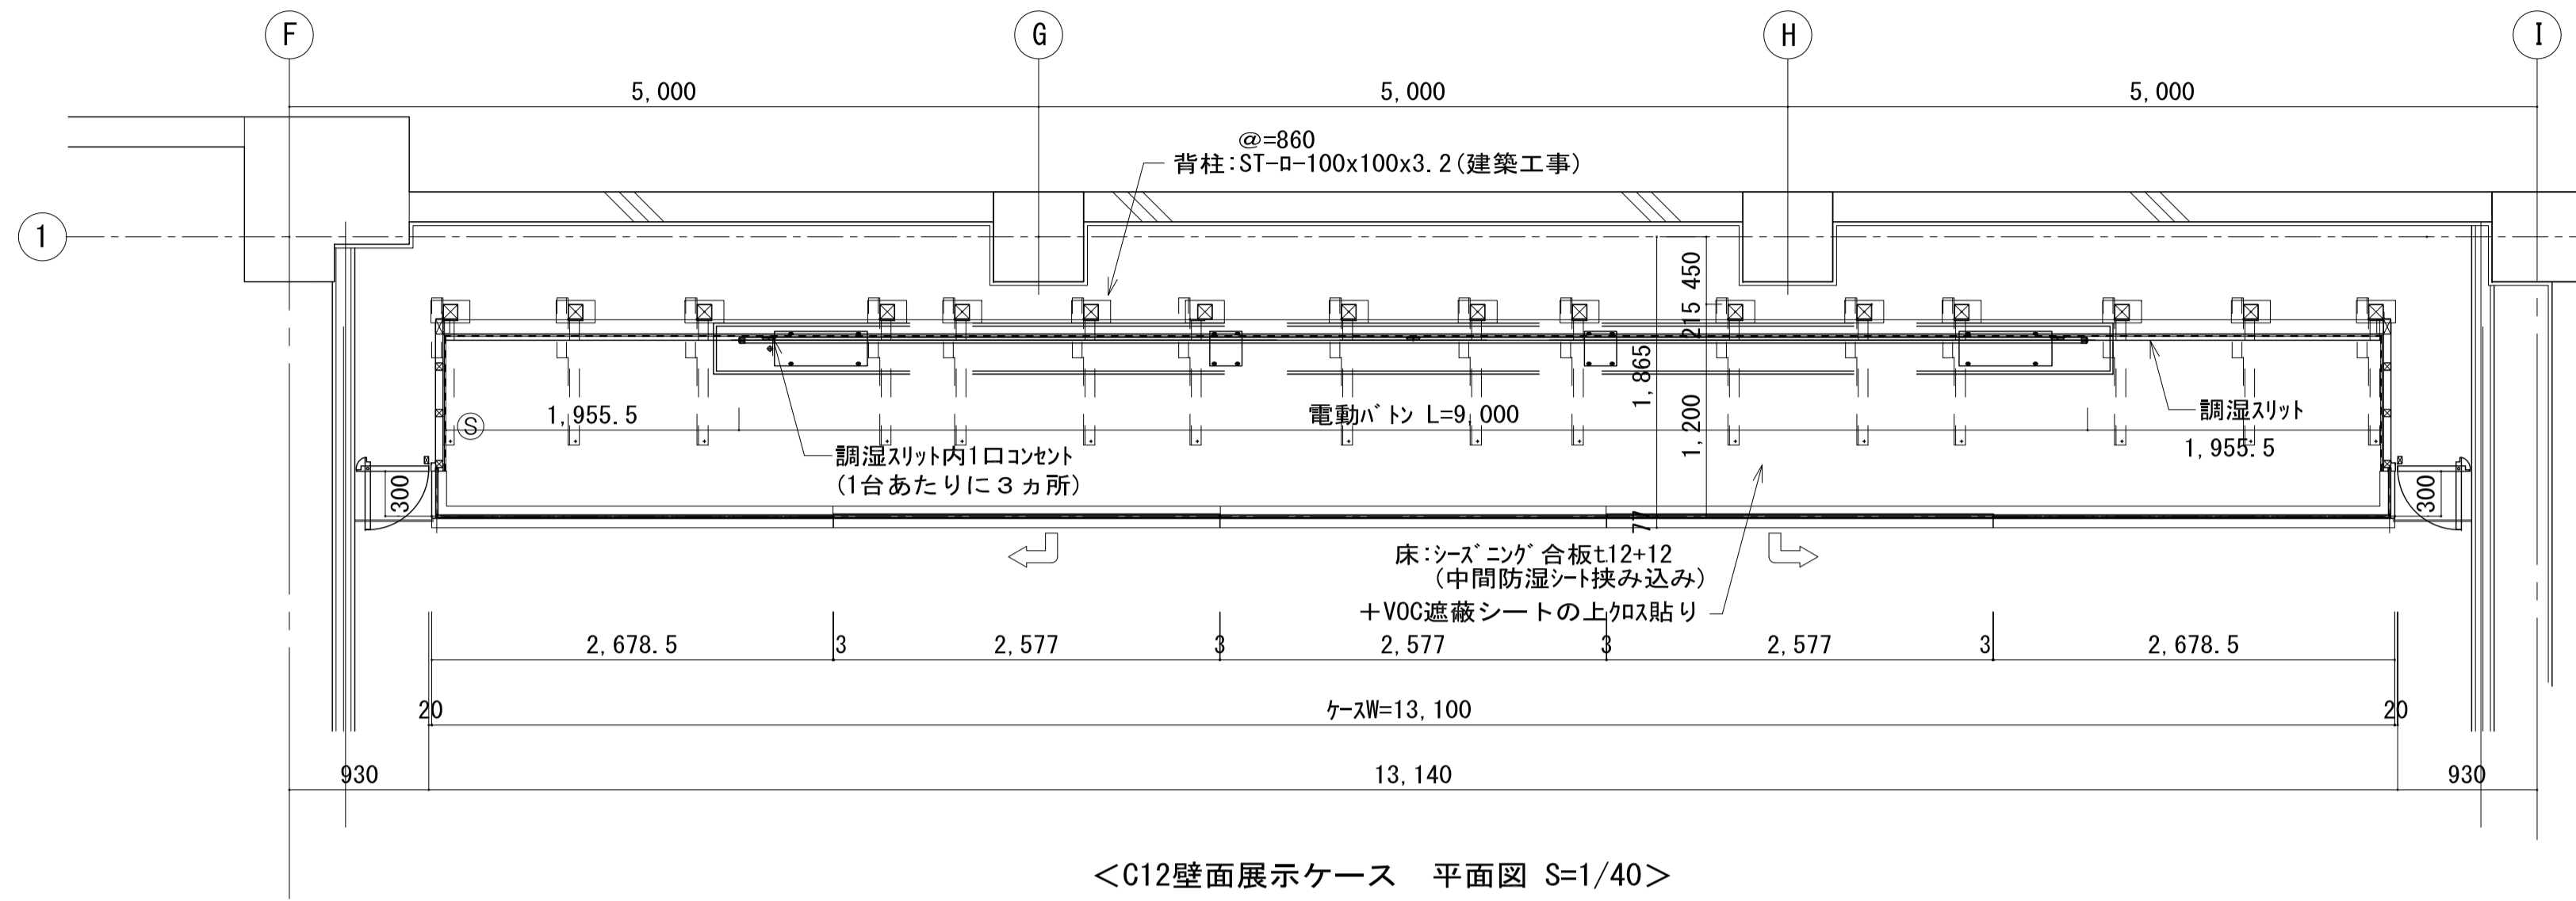 F
G
H
I
5,000
5,000
5,000
@=860
背柱:ST-ﾛ-100x100x3.2(建築工事)
1
450
215
1,865
1,200
77
1,955.5
S
電動ﾊﾞﾄﾝ L=9,000
調湿ｽﾘｯﾄ
1,955.5
調湿ｽﾘｯﾄ内1口ｺﾝｾﾝﾄ
(1台あたりに３ヵ所)
300
300
床:ｼｰｽﾞﾆﾝｸﾞ合板t.12+12
(中間防湿ｼｰﾄ挟み込み)
＋VOC遮蔽シートの上ｸﾛｽ貼り
2,678.5
3
2,577
3
2,577
3
2,577
3
2,678.5
20
ｹｰｽW=13,100
20
930
13,140
930
＜C12壁面展示ケース　平面図 S=1/40＞